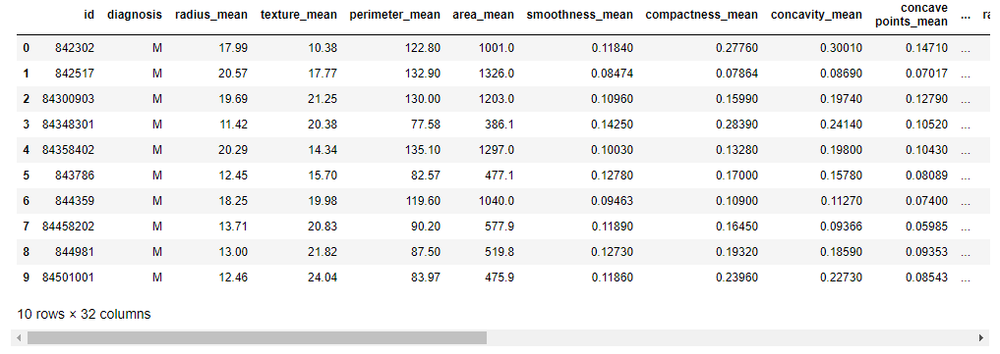 id diagnosis radius_mean texture_mean perimeter_mean area_mean smoothness_mean compactness_mean concavity_mean concave points_mean ... ra
0 842302 M 17.99 10.38 122.80 1001.0 0.11840 0.27760 0.30010 0.14710 ...
1 842517 M 20.57 17.77 132.90 1326.0 0.08474 0.07864 0.08690 0.07017 ...
2 84300903 M 19.69 21.25 130.00 1203.0 0.10960 0.15990 0.19740 0.12790 ...
3 84348301 M 11.42 20.38 77.58 386.1 0.14250 0.28390 0.24140 0.10520 ...
4 84358402 M 20.29 14.34 135.10 1297.0 0.10030 0.13280 0.19800 0.10430 ...
5 843786 M 12.45 15.70 82.57 477.1 0.12780 0.17000 0.15780 0.08089 ...
6 844359 M 18.25 19.98 119.60 1040.0 0.09463 0.10900 0.11270 0.07400 ...
7 84458202 M 13.71 20.83 90.20 577.9 0.11890 0.16450 0.09366 0.05985 ...
8 844981 M 13.00 21.82 87.50 519.8 0.12730 0.19320 0.18590 0.09353 ...
9 84501001 M 12.46 24.04 83.97 475.9 0.11860 0.23960 0.22730 0.08543 ...
10 rows × 32 columns